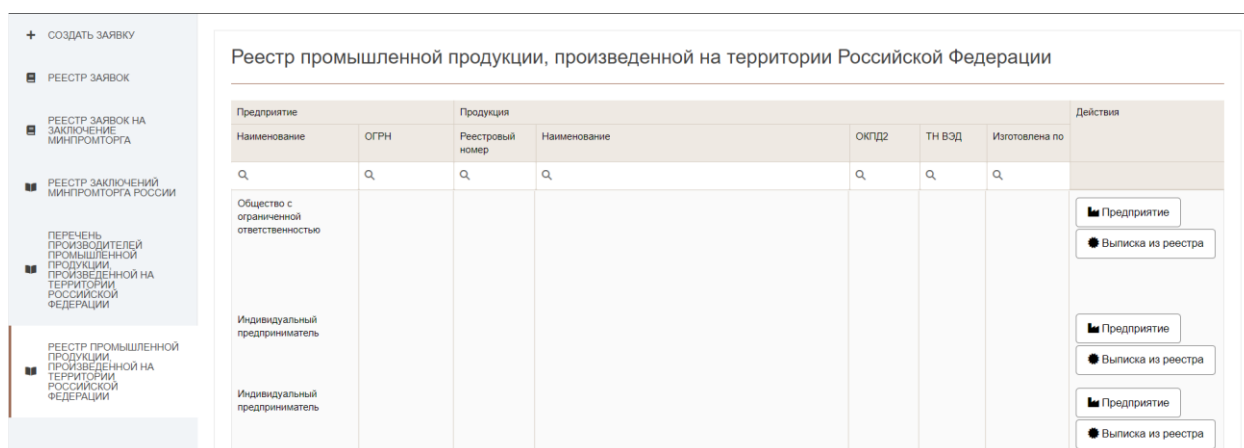 СОЗДАТЬ ЗАЯВКУ
РЕЕСТР ЗАЯВОК
РЕЕСТР ЗАЯВОК НА
ЗАКЛЮЧЕНИЕ
МИНПРОМТОРГА
РЕЕСТР ЗАКЛЮЧЕНИЙ
МИНПРОМТОРГА РОССИИ
ПЕРЕЧЕНЬ
ПРОИЗВОДИТЕЛЕЙ
ПРОМЫШЛЕННОЙ
ПРОДУКЦИИ,
ПРОИЗВЕДЕННОЙ НА
ТЕРРИТОРИИ
РОССИЙСКОЙ
ФЕДЕРАЦИИ
РЕЕСТР ПРОМЫШЛЕННОЙ
ПРОДУКЦИИ,
ПРОИЗВЕДЕННОЙ НА
ТЕРРИТОРИИ
РОССИЙСКОЙ
ФЕДЕРАЦИИ
Реестр промышленной продукции, произведенной на территории Российской Федерации
Предприятие Продукция Действия
Наименование ОГРН Реестровый номер Наименование ОКПД2 ТН ВЭД Изготовлена по
Общество с
ограниченной
ответственностью
Предприятие
Выписка из реестра
Индивидуальный
предприниматель
Предприятие
Выписка из реестра
Индивидуальный
предприниматель
Предприятие
Выписка из реестра